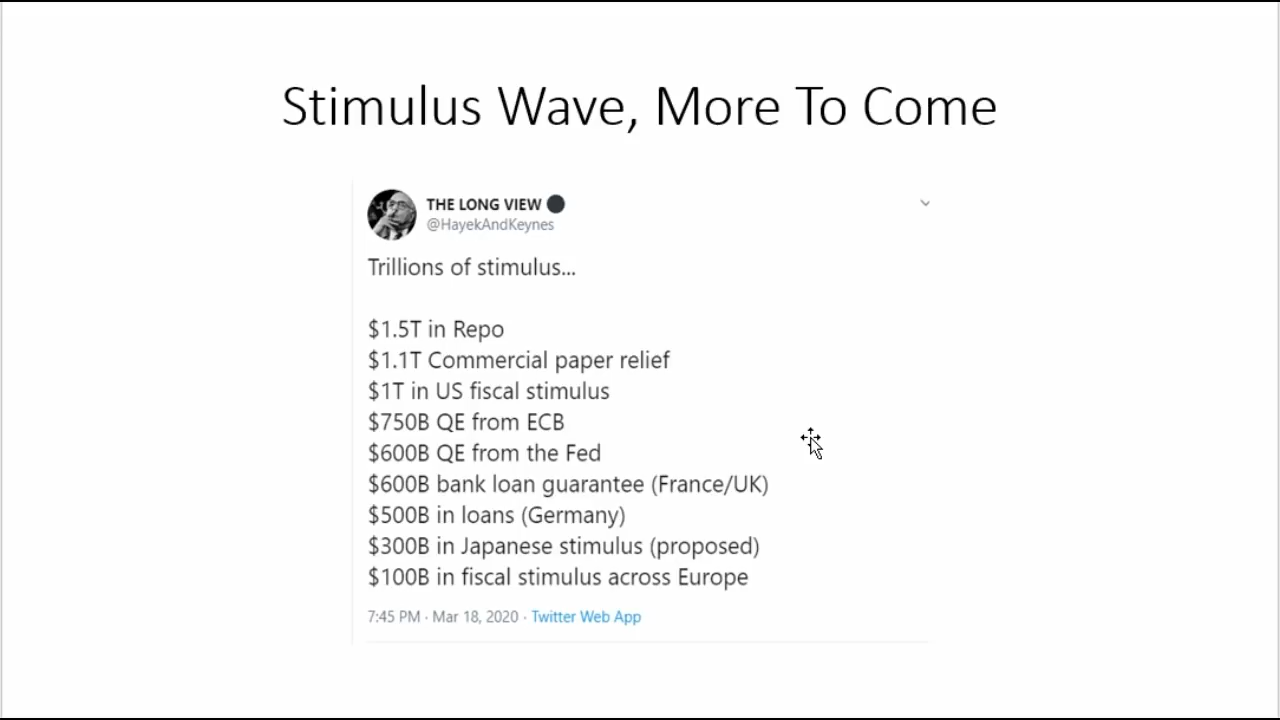 Stimulus Wave, More To Come
THE LONG VIEW
@HayekAndKeynes
Trillions of stimulus...
$1.5T in Repo
$1.1T Commercial paper relief
$1T in US fiscal stimulus
$750B QE from ECB
$600B QE from the Fed
$600B bank loan guarantee (France/UK)
$500B in loans (Germany)
$300B in Japanese stimulus (proposed)
$100B in fiscal stimulus across Europe
7:45 PM · Mar 18, 2020 · Twitter Web App